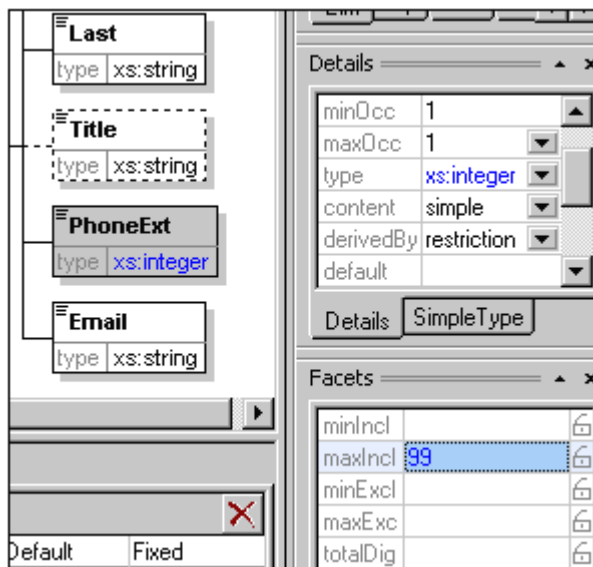 Last
type xs:string
Title
type xs:string
PhoneExt
type xs:integer
Email
type xs:string
Default Fixed
Details
minOcc 1
maxOcc 1
type xs:integer
content simple
derivedBy restriction
default
Details SimpleType
Facets
minIncl
maxIncl 99
minExcl
maxExc
totalDig